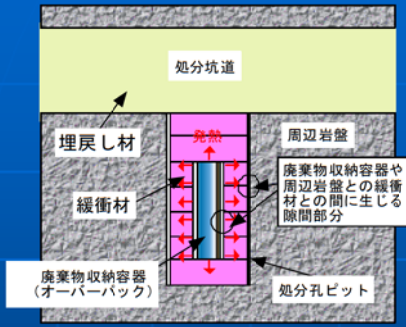 処分坑道
埋戻し材
発熱
周辺岩盤
緩衝材
廃棄物収納容器や
周辺岩盤との緩衝
材との間に生じる
隙間部分
廃棄物収納容器
(オーバーパック)
処分孔ピット